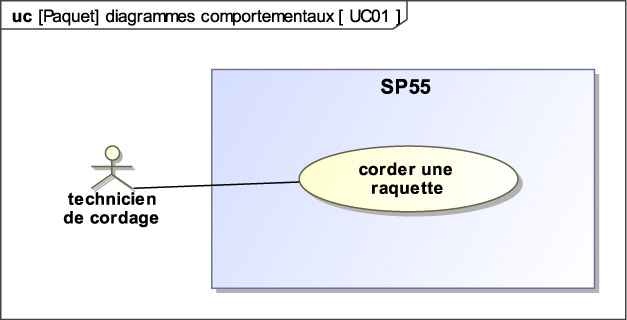 uc [Paquet] diagrammes comportementaux [ UC01 ]
SP55
corder une
raquette
technicien
de cordage